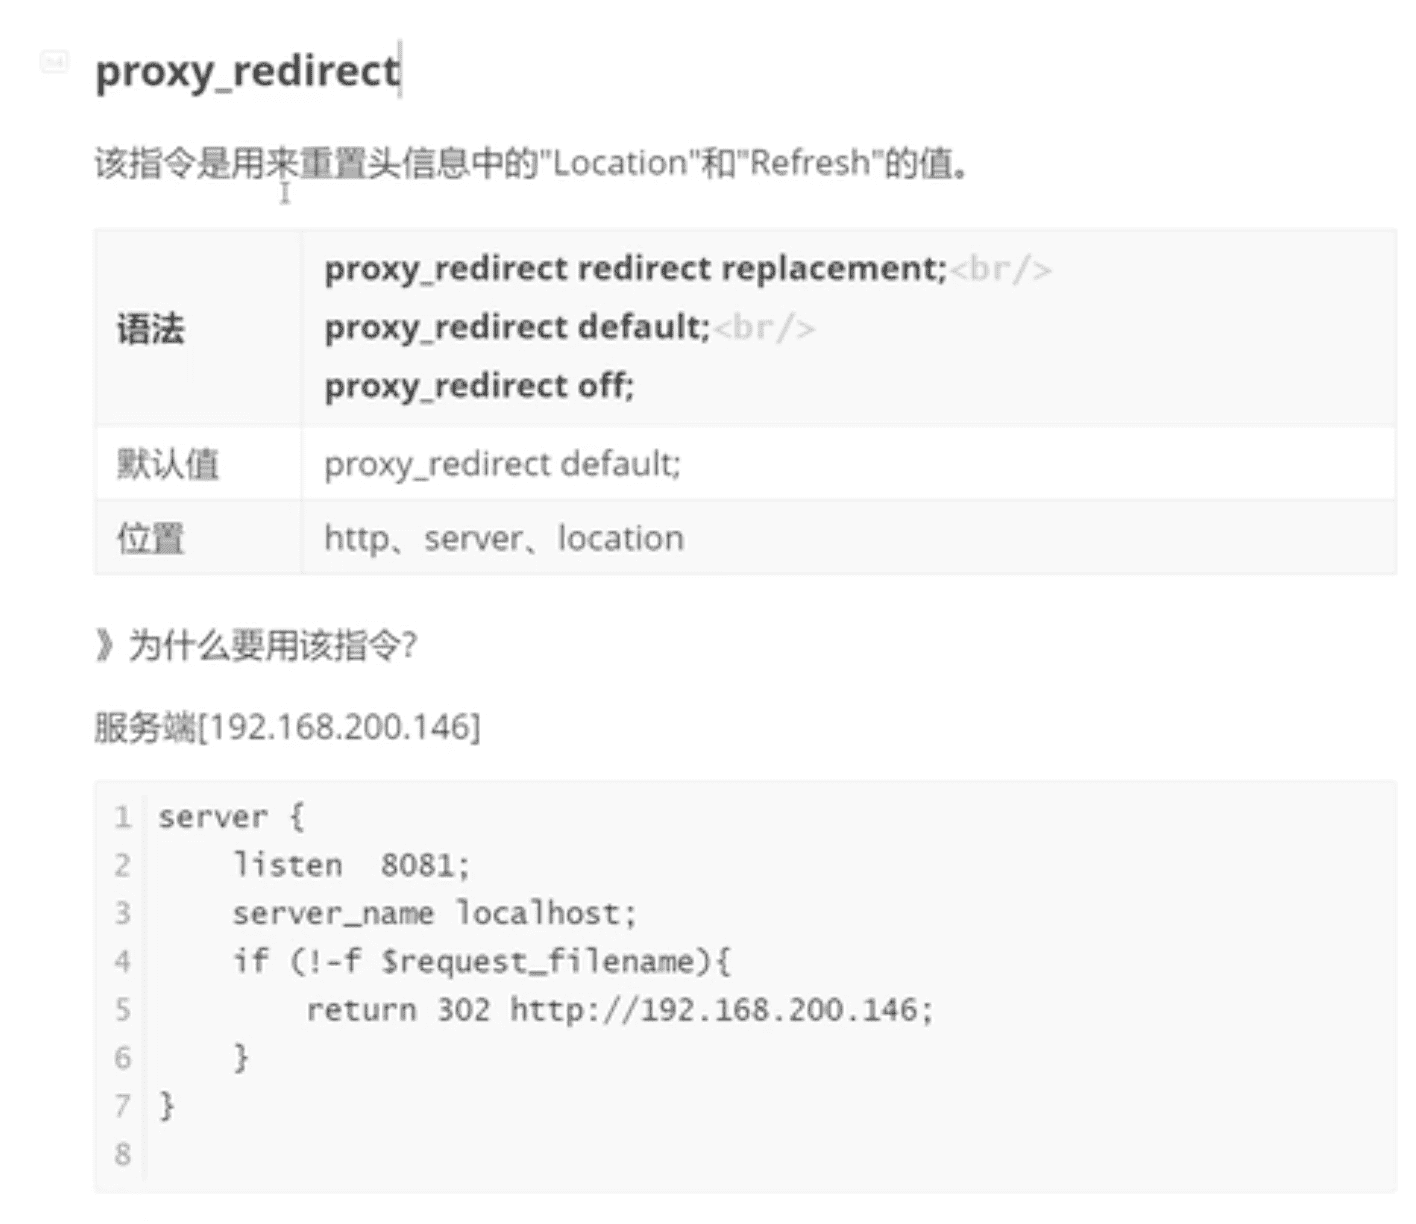 proxy_redirect
该指令是用来重置头信息中的"Location"和"Refresh"的值。
语法
proxy_redirect redirect replacement;<br/>
proxy_redirect default;<br/>
proxy_redirect off;
默认值
proxy_redirect default;
位置
http、server、location
》为什么要用该指令?
服务端[192.168.200.146]
1 server {
2     listen  8081;
3     server_name localhost;
4     if (!-f $request_filename){
5         return 302 http://192.168.200.146;
6     }
7 }
8